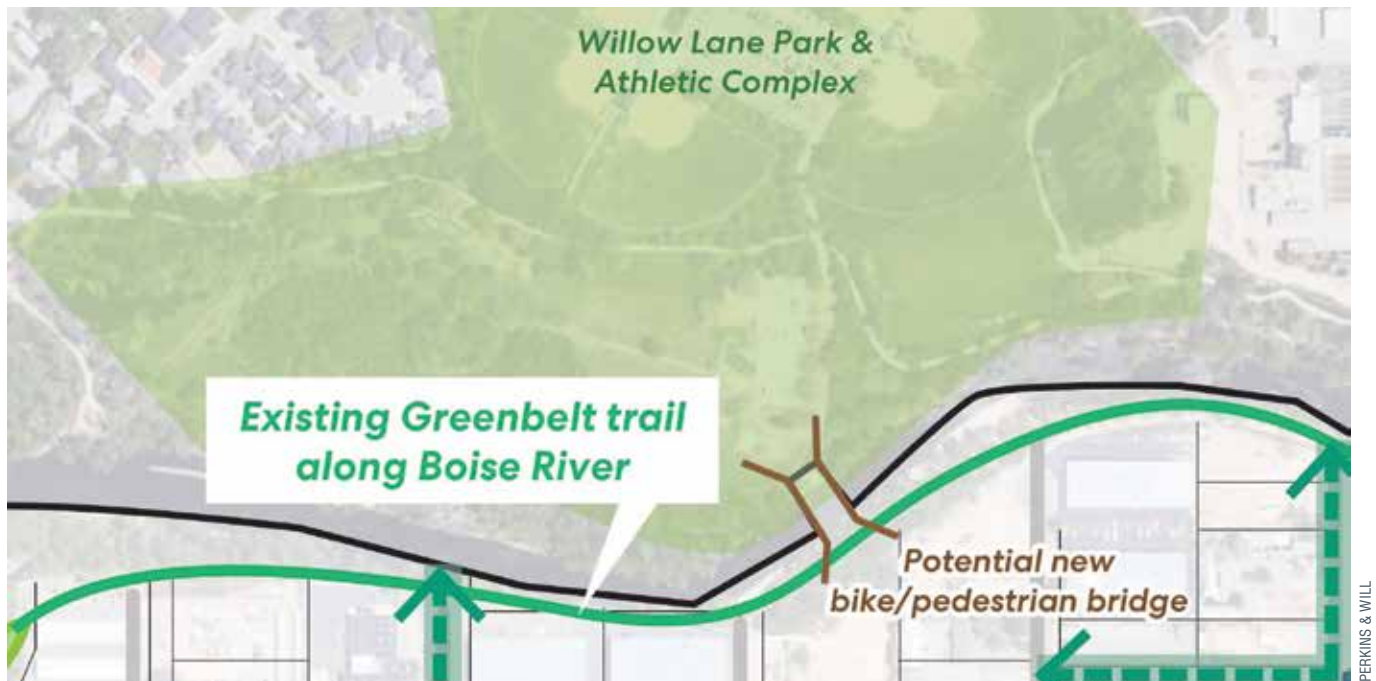 Willow Lane Park &
Athletic Complex
Existing Greenbelt trail
along Boise River
Potential new
bike/pedestrian bridge
PERKINS & WILL